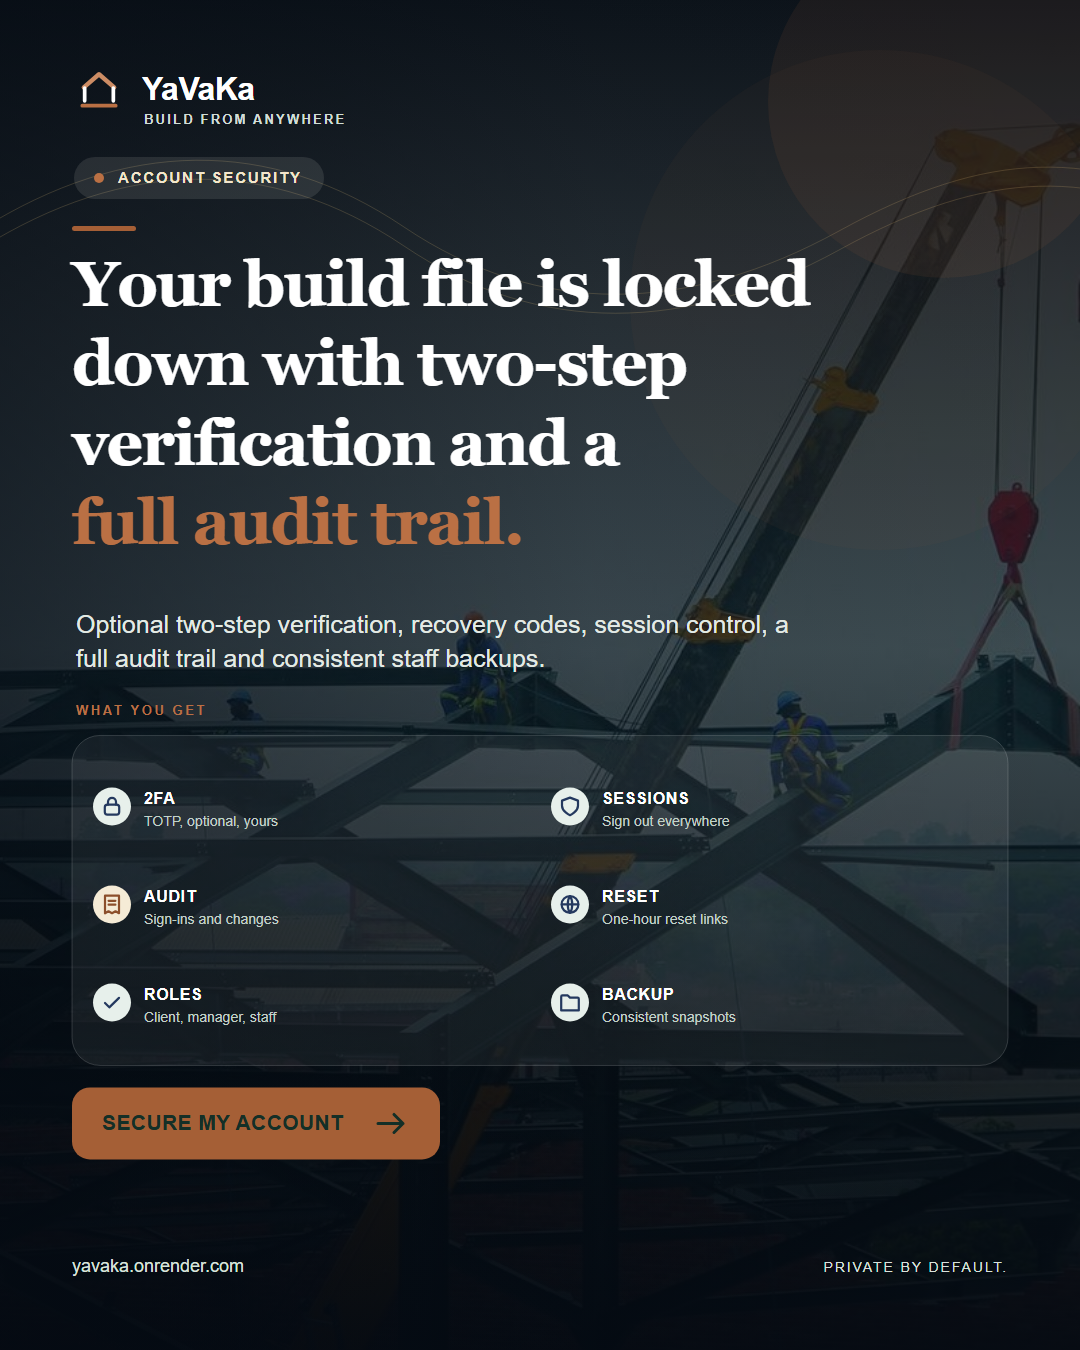 YaVaKa
BUILD FROM ANYWHERE
ACCOUNT SECURITY
Your build file is locked
down with two-step
verification and a
full audit trail.
Optional two-step verification, recovery codes, session control, a
full audit trail and consistent staff backups.
WHAT YOU GET
2FA
TOTP, optional, yours
SESSIONS
Sign out everywhere
AUDIT
Sign-ins and changes
RESET
One-hour reset links
ROLES
Client, manager, staff
BACKUP
Consistent snapshots
SECURE MY ACCOUNT
yavaka.onrender.com
PRIVATE BY DEFAULT.